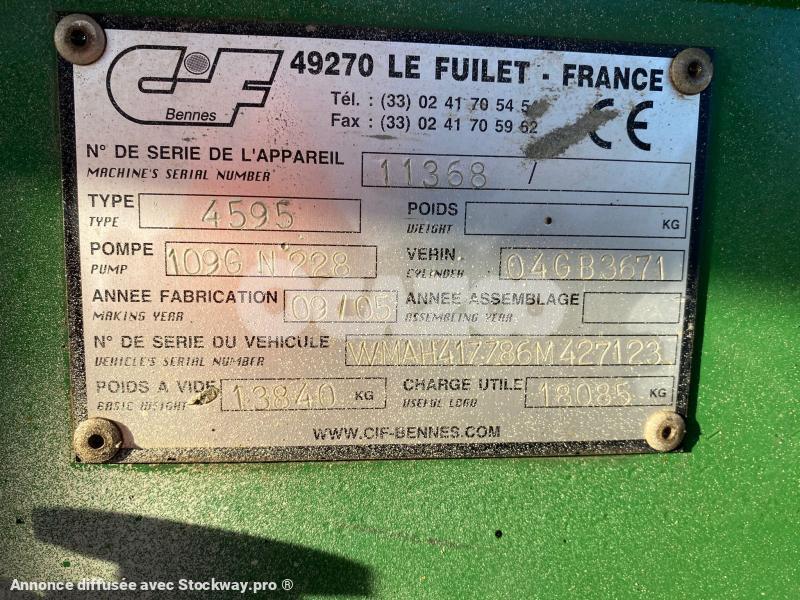 CIF
Bennes
49270 LE FUILET - FRANCE
Tél. : (33) 02 41 70 54 5
Fax : (33) 02 41 70 59 62
CE
N° DE SERIE DE L'APPAREIL 11368 /
MACHINE'S SERIAL NUMBER
TYPE 4595 POIDS KG
TYPE WEIGHT
POMPE 109G N 228 VERIN 04GB3671
PUMP CYLINDER
ANNEE FABRICATION 09/05 ANNEE ASSEMBLAGE
MAKING YEAR ASSEMBLING YEAR
N° DE SERIE DU VEHICULE WMAH417786M427123
VEHICLE'S SERIAL NUMBER
POIDS A VIDE 13840 KG CHARGE UTILE 18085 KG
BASIC WEIGHT USEFUL LOAD
WWW.CIF-BENNES.COM
Annonce diffusée avec Stockway.pro ®